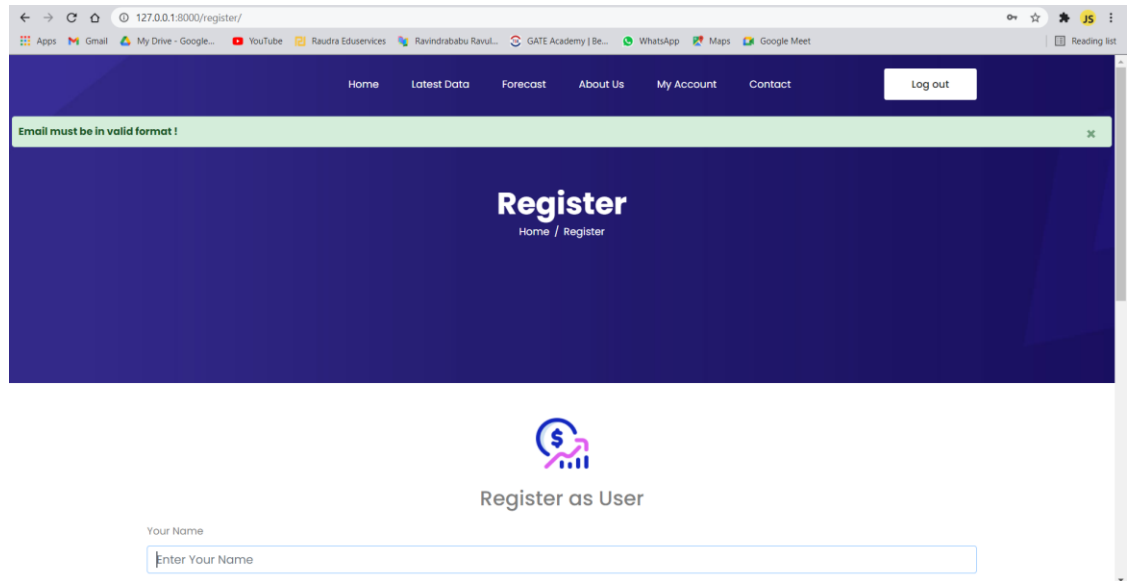 127.0.0.1:8000/register/
JS
Apps Gmail My Drive - Google... YouTube Raudra Eduservices Ravindrababu Ravul... GATE Academy | Be... WhatsApp Maps Google Meet Reading list
Home Latest Data Forecast About Us My Account Contact Log out
Email must be in valid format !
Register
Home / Register
$
Register as User
Your Name
Enter Your Name